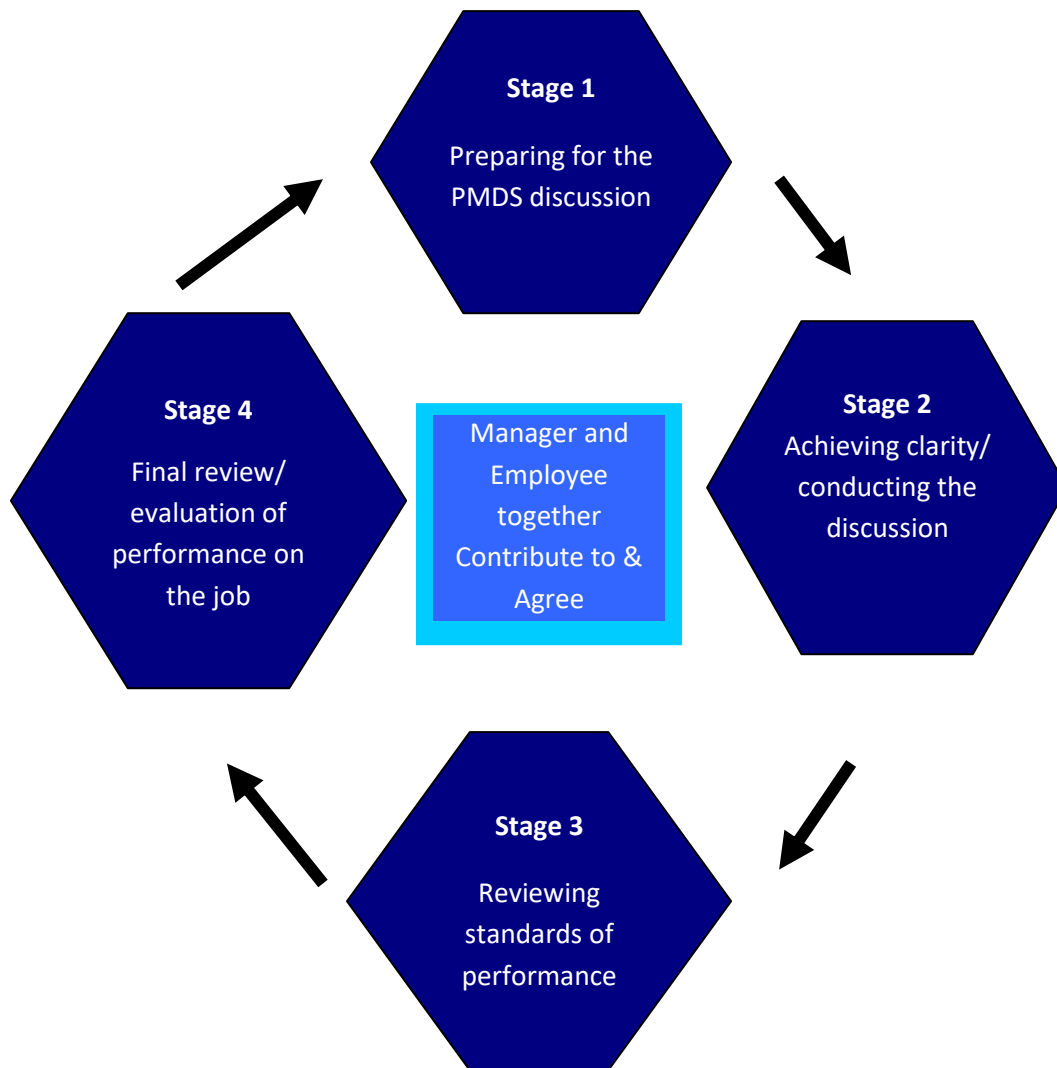 Stage 1
Preparing for the
PMDS discussion
Stage 2
Achieving clarity/
conducting the
discussion
Stage 3
Reviewing
standards of
performance
Stage 4
Final review/
evaluation of
performance on
the job
Manager and
Employee
together
Contribute to &
Agree